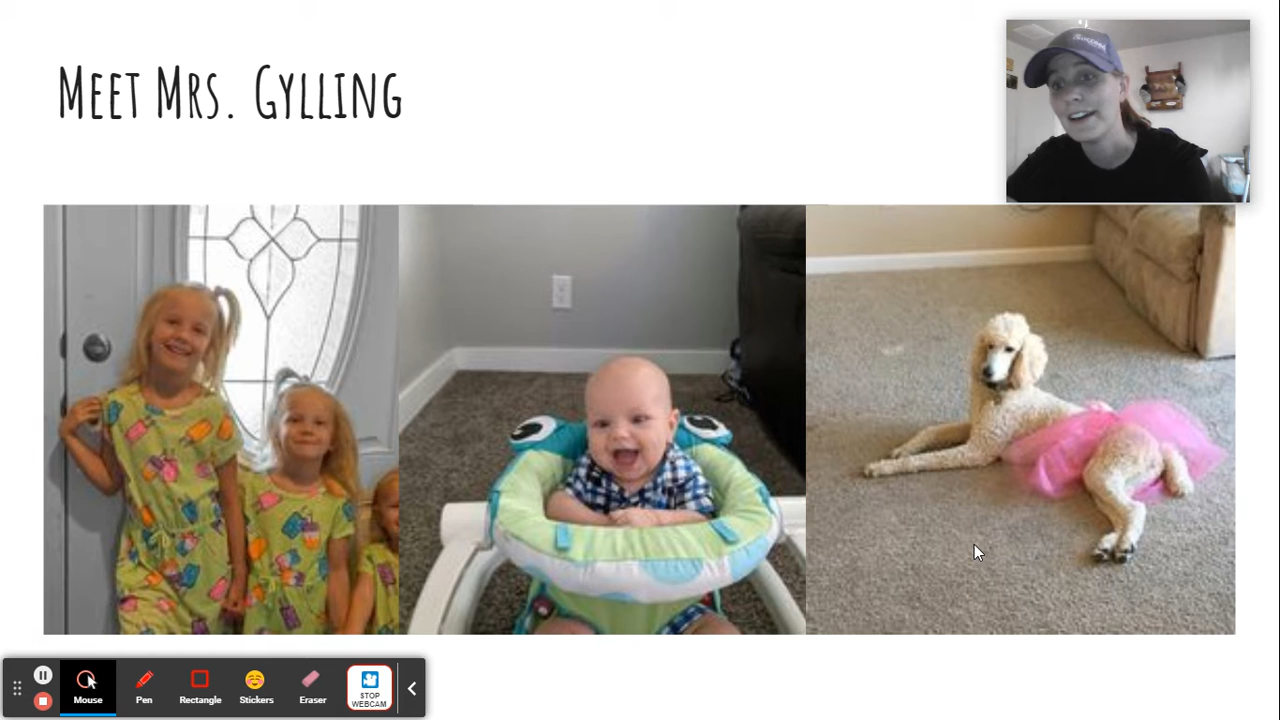 Meet Mrs. Gylling
Mouse
Pen
Rectangle
Stickers
Eraser
STOP
WEBCAM